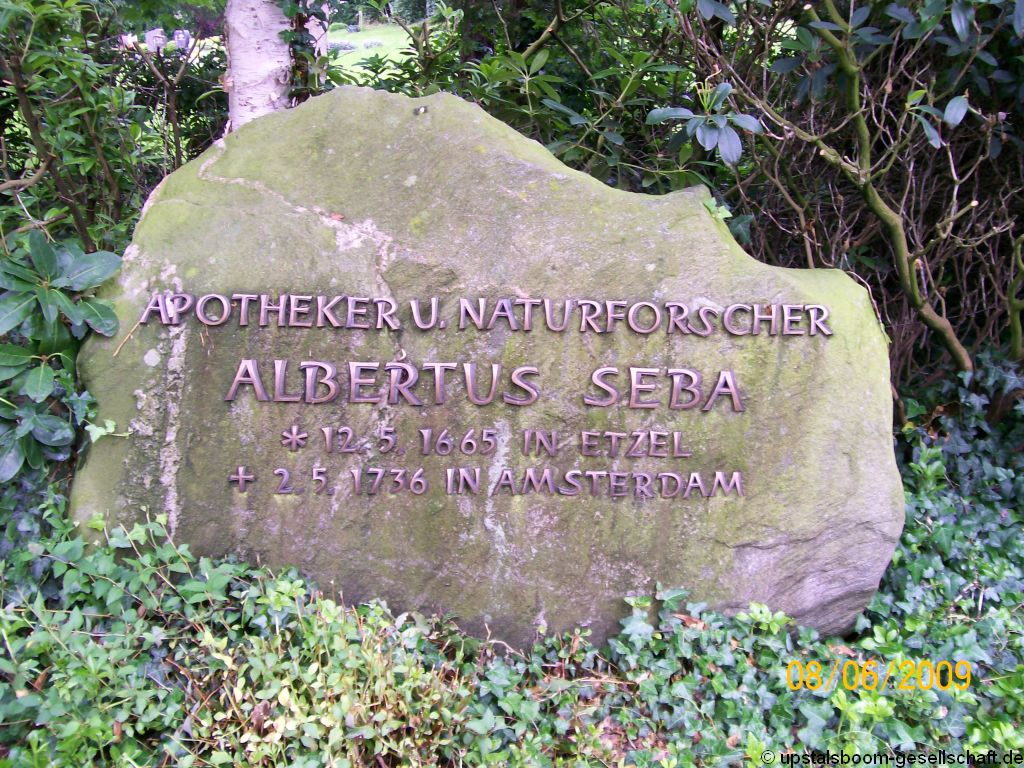 APOTHEKER U. NATURFORSCHER
ALBERTUS SEBA
* 12. 5. 1665 IN ETZEL
+ 2. 5. 1736 IN AMSTERDAM
08/06/2009
© upstalsboom-gesellschaft.de